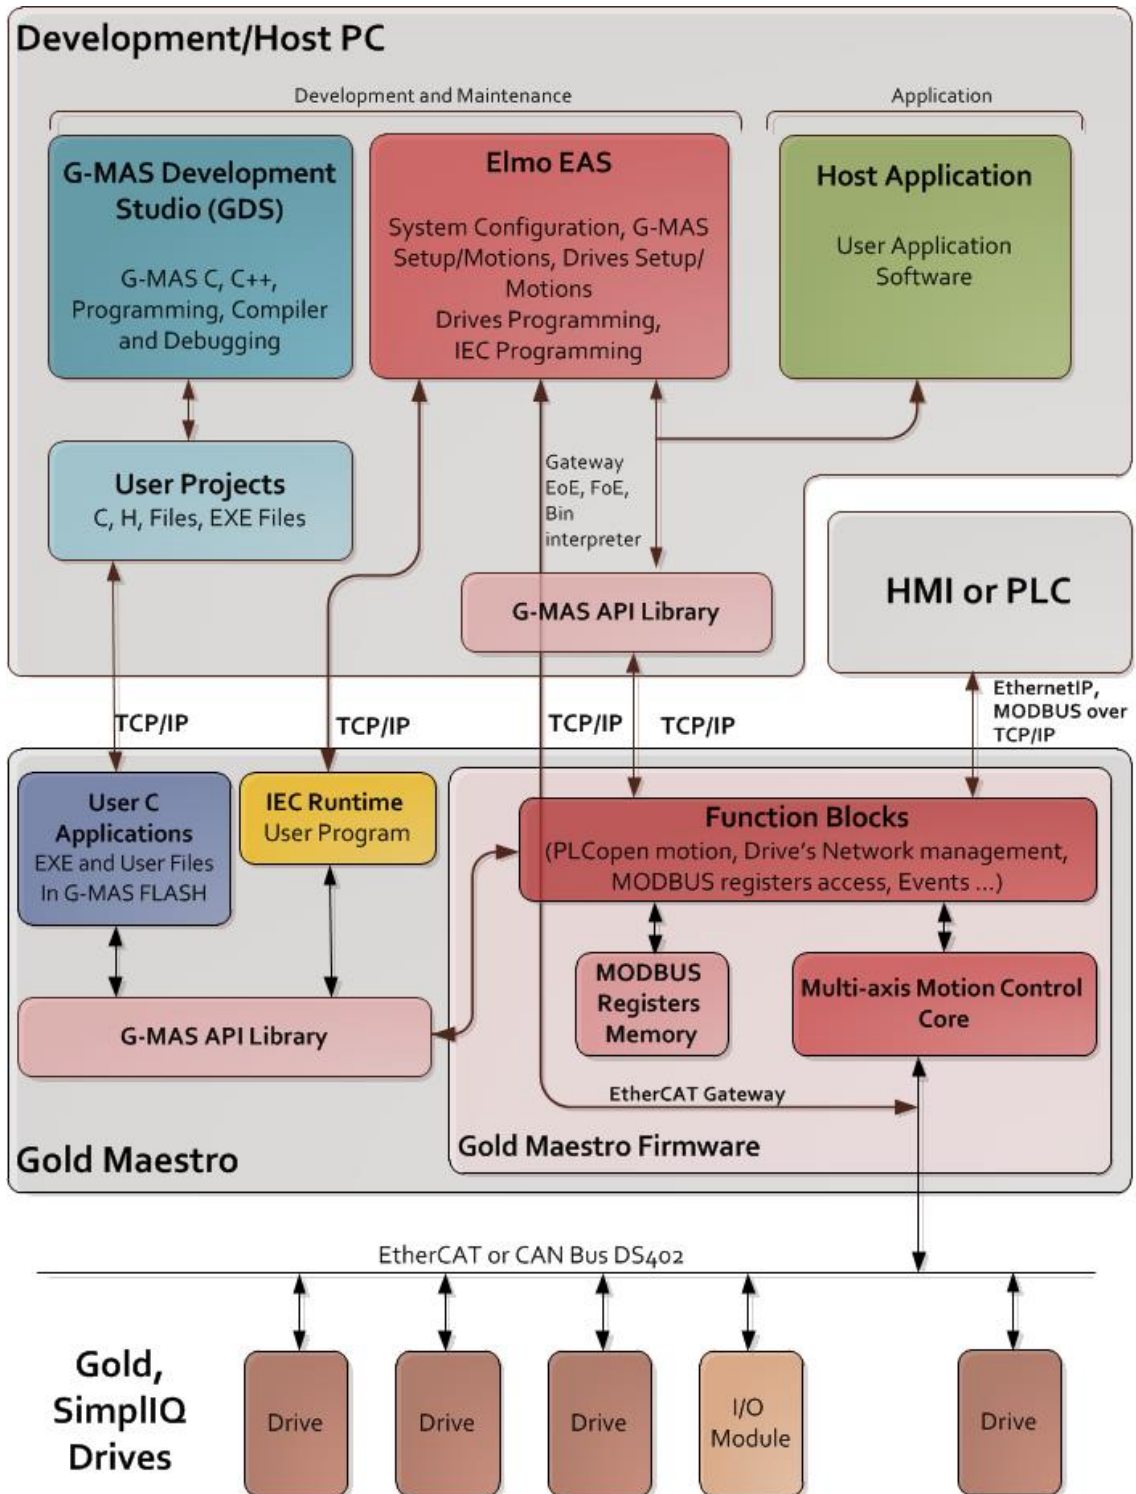 Development/Host PC
Development and Maintenance
Application
G-MAS Development
Studio (GDS)
G-MAS C, C++,
Programming, Compiler
and Debugging
Elmo EAS
System Configuration, G-MAS
Setup/Motions, Drives Setup/
Motions
Drives Programming,
IEC Programming
Host Application
User Application
Software
User Projects
C, H, Files, EXE Files
Gateway
EoE, FoE,
Bin
interpreter
G-MAS API Library
HMI or PLC
EthernetIP,
MODBUS over
TCP/IP
TCP/IP
TCP/IP
TCP/IP
TCP/IP
User C
Applications
EXE and User Files
In G-MAS FLASH
IEC Runtime
User Program
Function Blocks
(PLCopen motion, Drive's Network management,
MODBUS registers access, Events ...)
MODBUS
Registers
Memory
Multi-axis Motion Control
Core
G-MAS API Library
EtherCAT Gateway
Gold Maestro Firmware
Gold Maestro
EtherCAT or CAN Bus DS402
Gold,
SimplIQ
Drives
Drive
Drive
Drive
I/O
Module
Drive